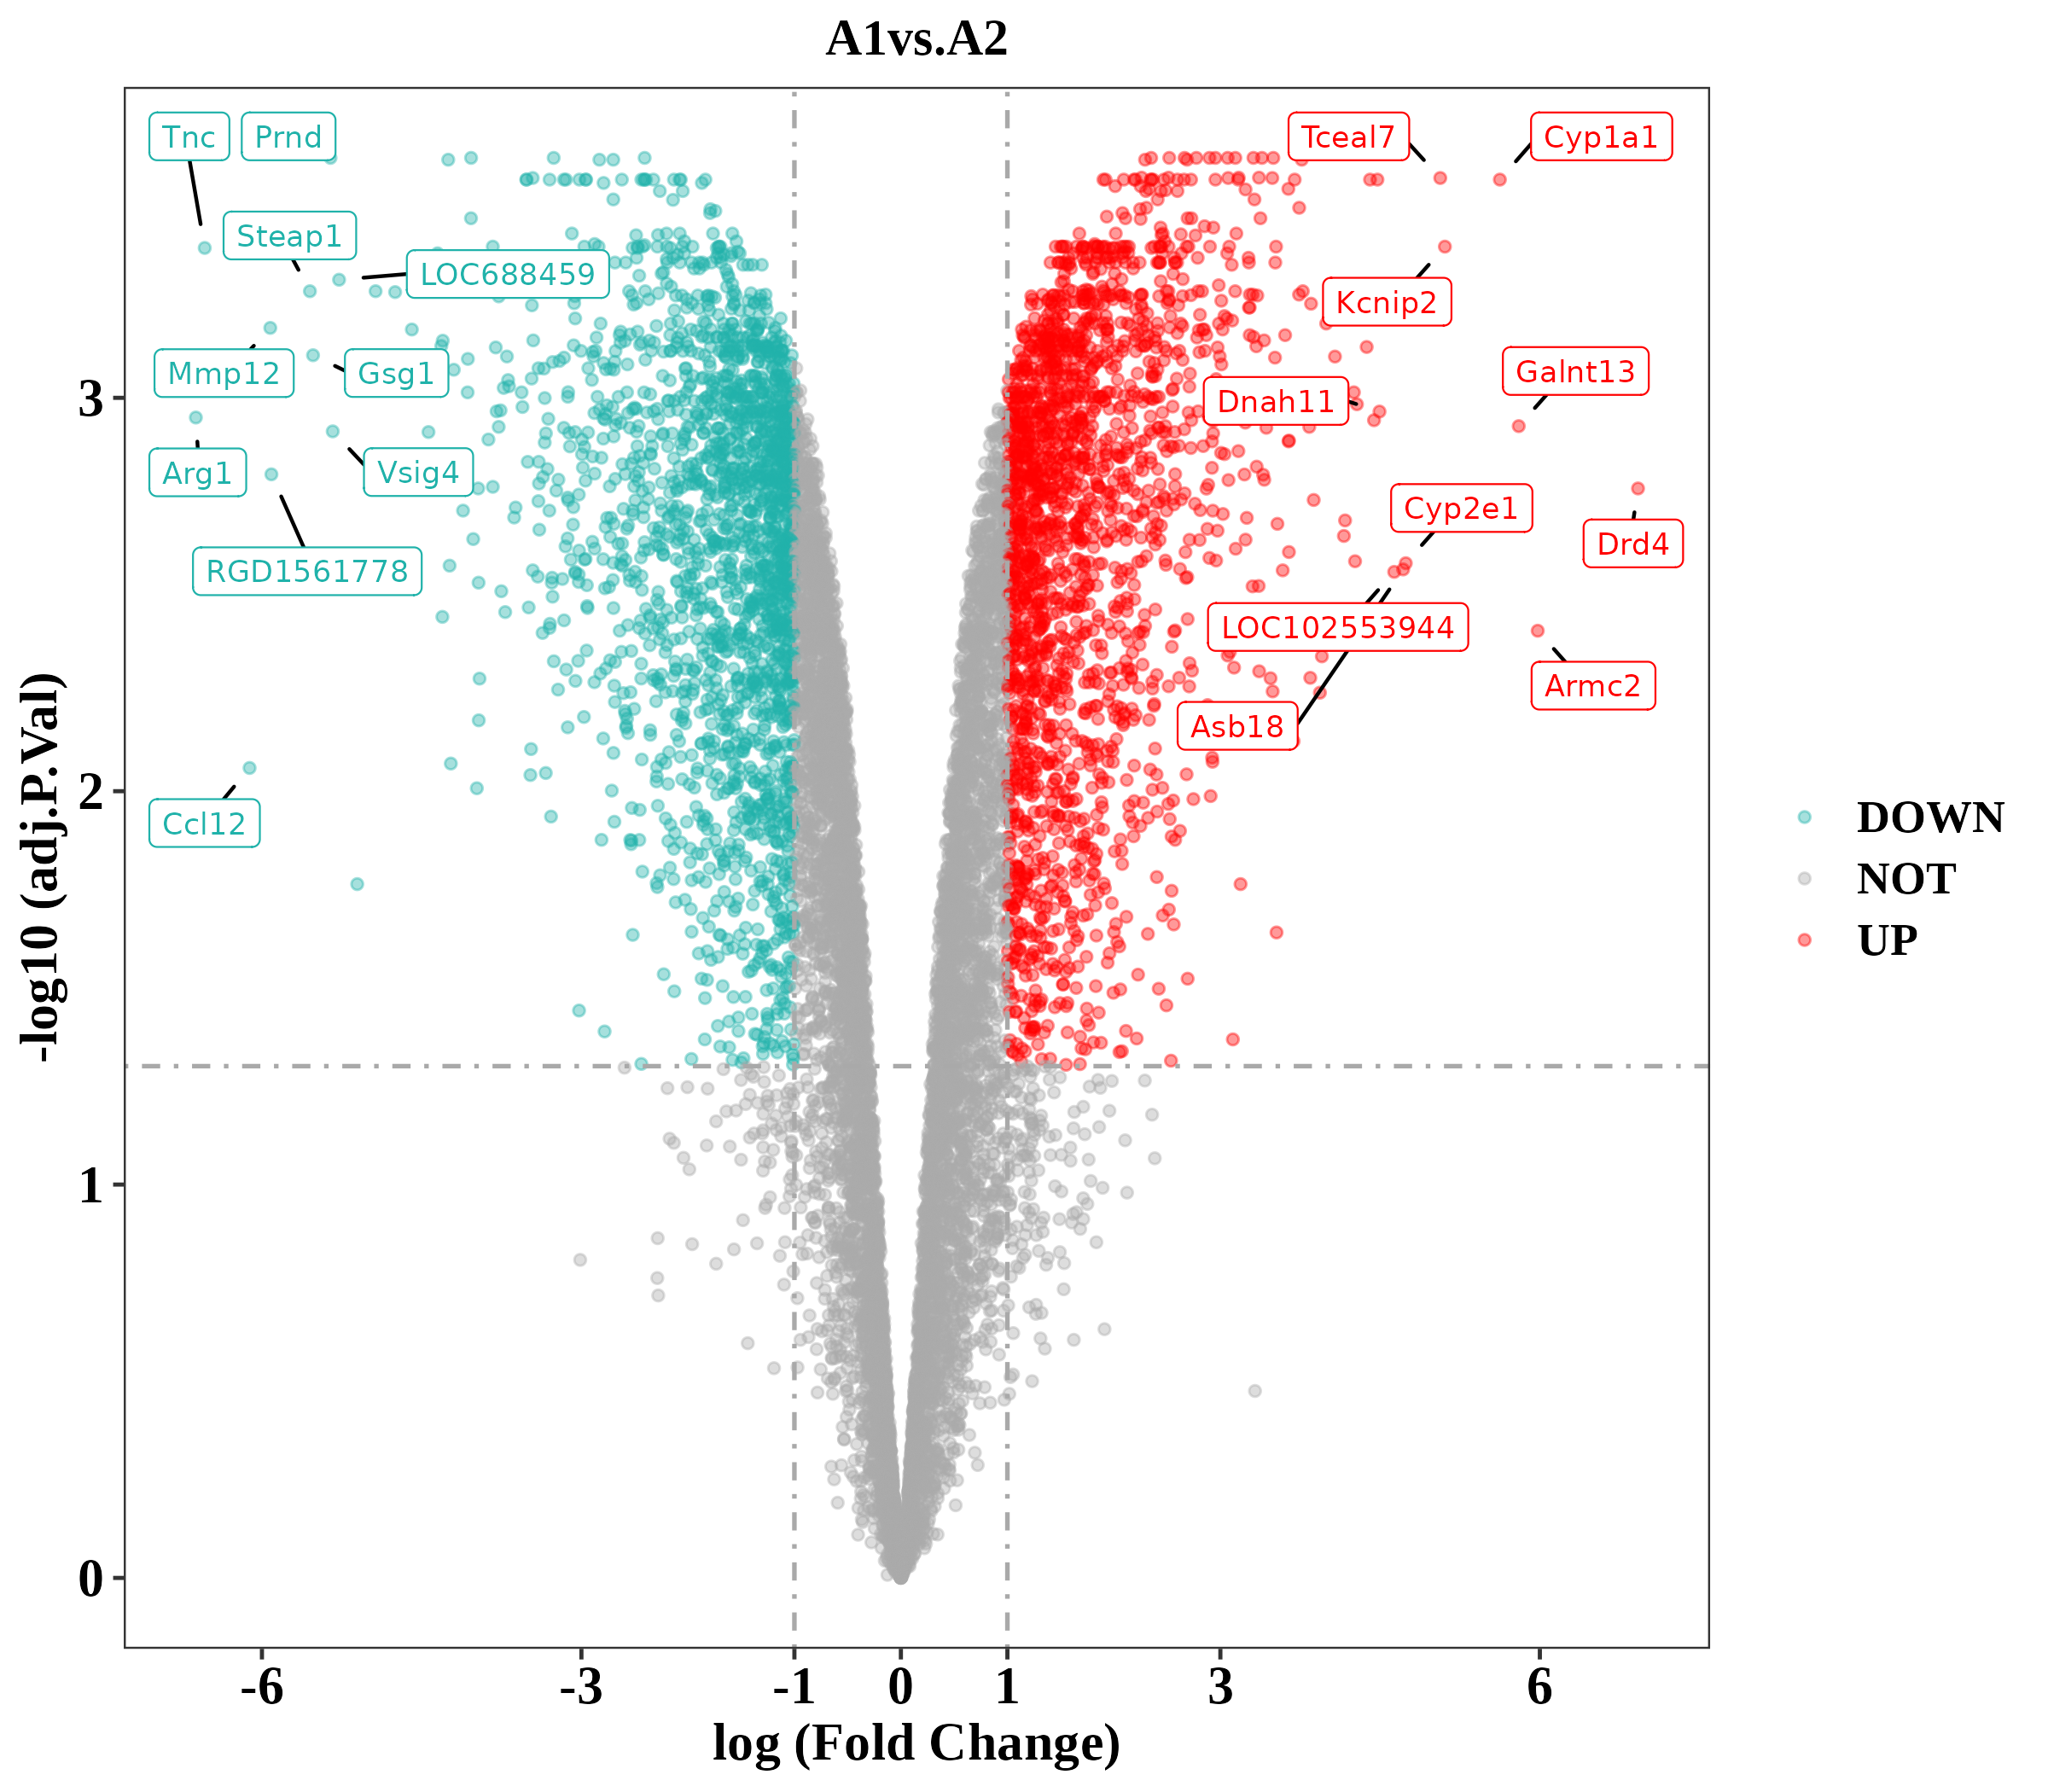 A1vs.A2
Tnc
Prnd
Tceal7
Cyp1a1
Steap1
LOC688459
Kcnip2
Mmp12
Gsg1
Galnt13
Dnah11
Arg1
Vsig4
Cyp2e1
Drd4
RGD1561778
LOC102553944
Armc2
Asb18
Ccl12
3
2
1
0
-log10 (adj.P.Val)
-6
-3
-1
0
1
3
6
log (Fold Change)
DOWN
NOT
UP